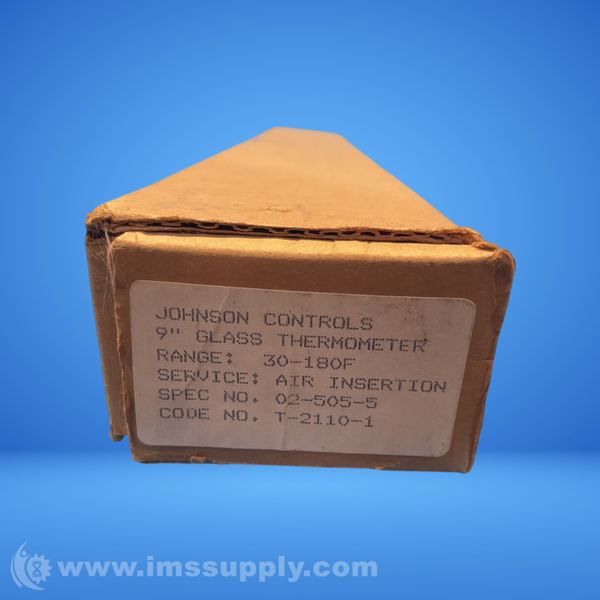 JOHNSON CONTROLS
9" GLASS THERMOMETER
RANGE: 30-180F
SERVICE: AIR INSERTION
SPEC NO. 02-505-5
CODE NO. T-2110-1
www.imssupply.com